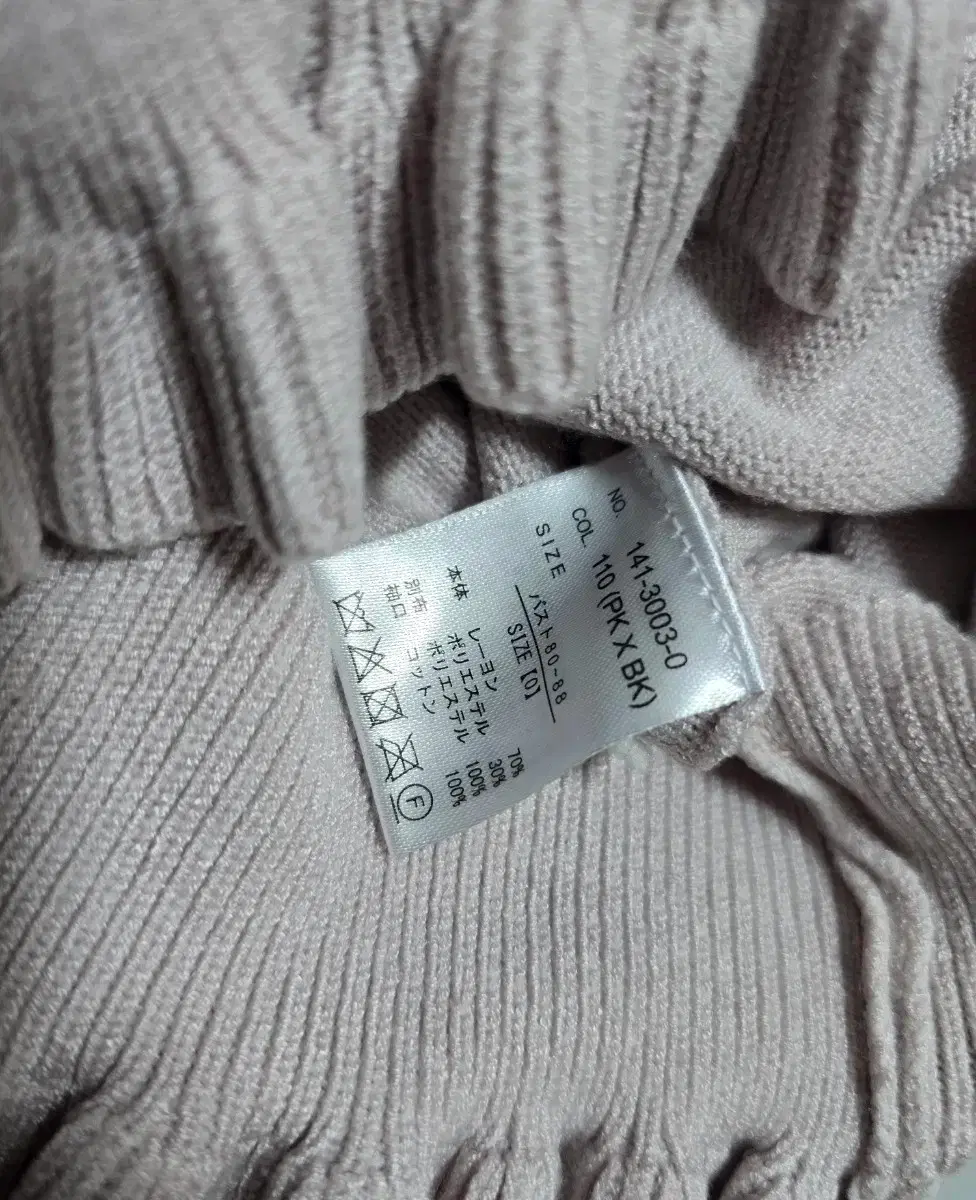 NO. 141-3003-0
COL. 110(PK X BK)
SIZE バスト80~88
SIZE [0]
本体 レーヨン 70%
ポリエステル 30%
別布 ポリエステル 100%
袖口 コットン 100%
F